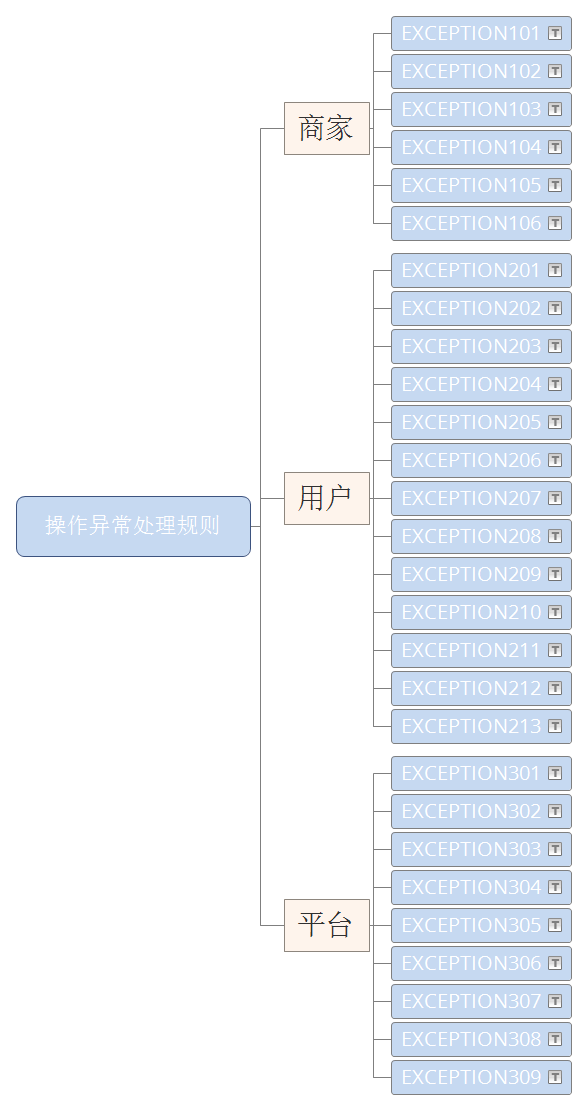 操作异常处理规则
商家
EXCEPTION101
EXCEPTION102
EXCEPTION103
EXCEPTION104
EXCEPTION105
EXCEPTION106
用户
EXCEPTION201
EXCEPTION202
EXCEPTION203
EXCEPTION204
EXCEPTION205
EXCEPTION206
EXCEPTION207
EXCEPTION208
EXCEPTION209
EXCEPTION210
EXCEPTION211
EXCEPTION212
EXCEPTION213
平台
EXCEPTION301
EXCEPTION302
EXCEPTION303
EXCEPTION304
EXCEPTION305
EXCEPTION306
EXCEPTION307
EXCEPTION308
EXCEPTION309